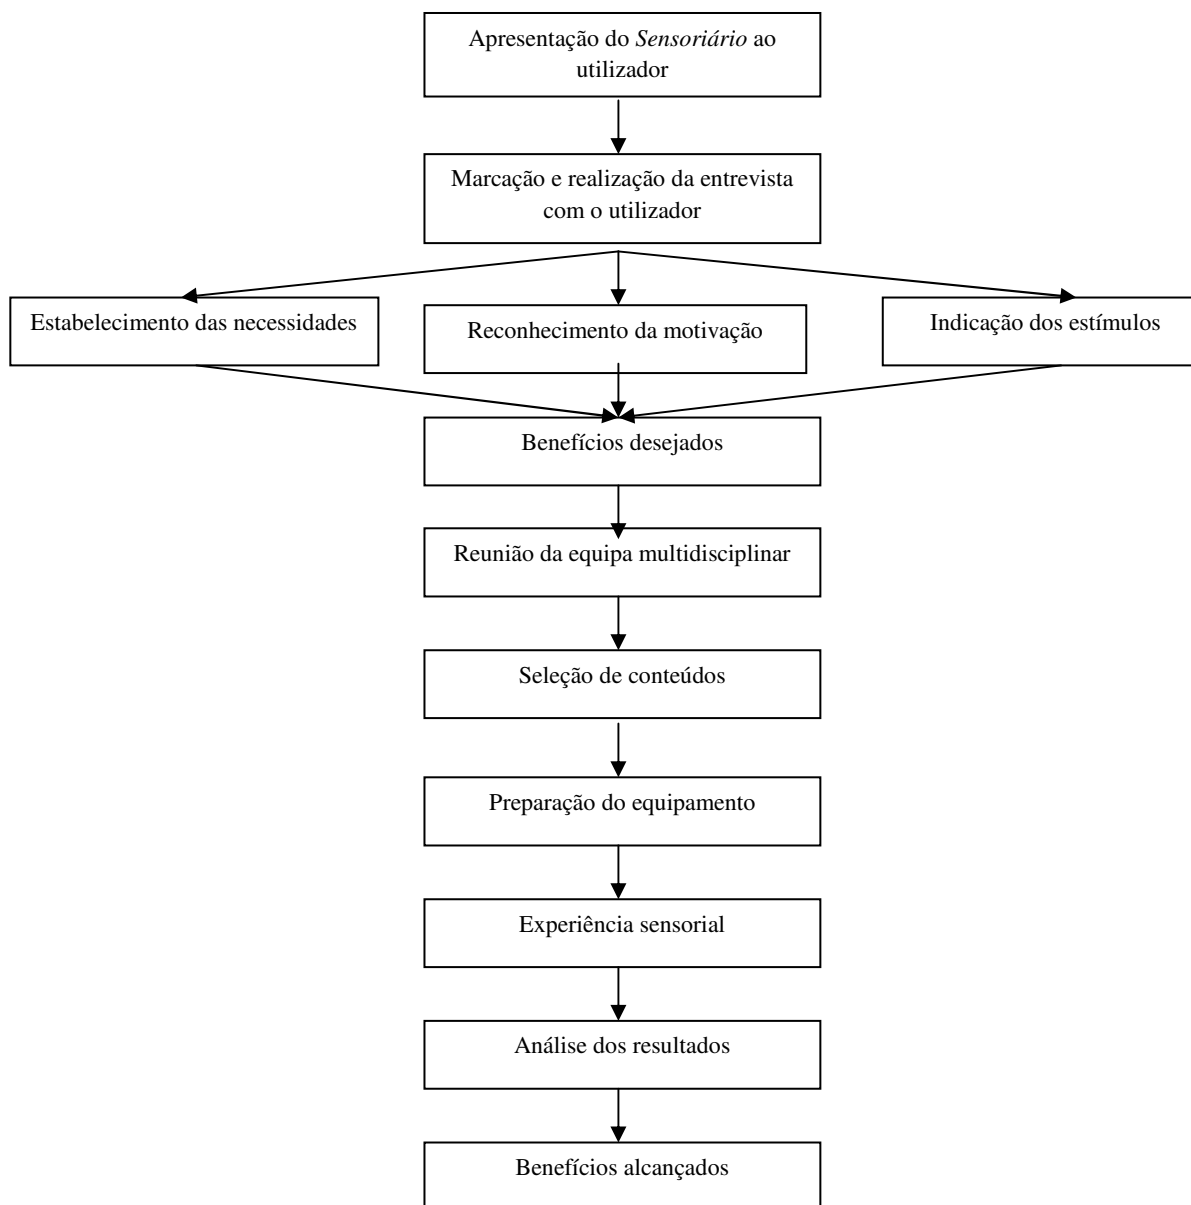 Apresentação do Sensoriário ao
utilizador
Marcação e realização da entrevista
com o utilizador
Estabelecimento das necessidades
Reconhecimento da motivação
Indicação dos estímulos
Benefícios desejados
Reunião da equipa multidisciplinar
Seleção de conteúdos
Preparação do equipamento
Experiência sensorial
Análise dos resultados
Benefícios alcançados